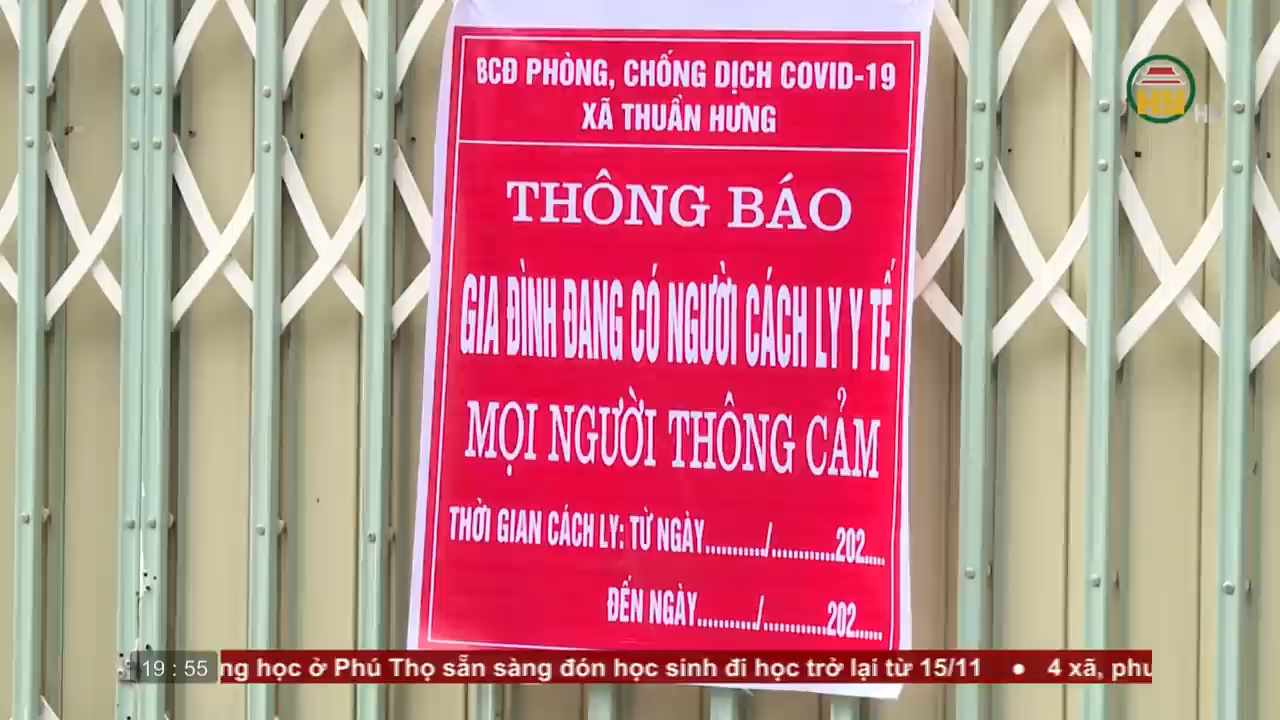 BCĐ PHÒNG, CHỐNG DỊCH COVID-19
XÃ THUẦN HƯNG
THÔNG BÁO
GIA ĐÌNH ĐANG CÓ NGƯỜI CÁCH LY Y TẾ
MỌI NGƯỜI THÔNG CẢM
THỜI GIAN CÁCH LY: TỪ NGÀY.........../............202.....
ĐẾN NGÀY.........../............202.....
HY
19 : 55
học ở Phú Thọ sẵn sàng đón học sinh đi học trở lại từ 15/11 ● 4 xã,